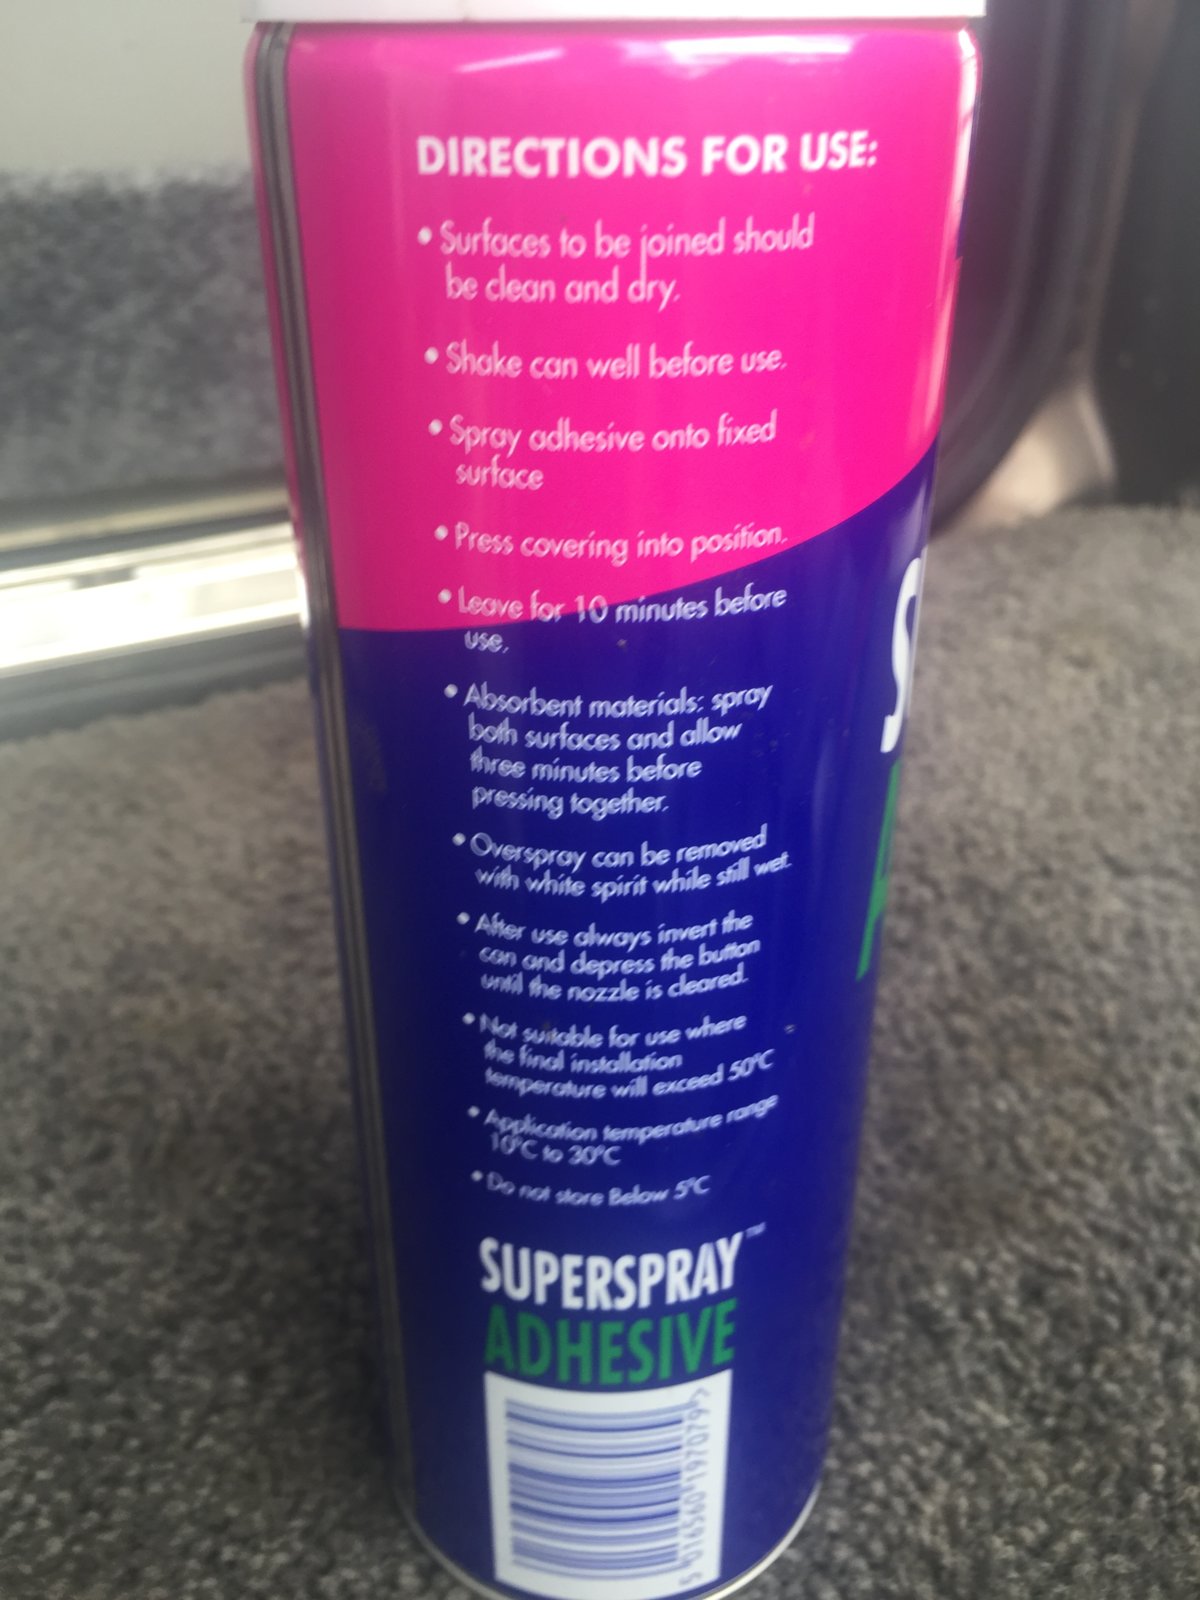 DIRECTIONS FOR USE:
• Surfaces to be joined should
be clean and dry.
• Shake can well before use.
• Spray adhesive onto fixed
surface
• Press covering into position.
• Leave for 10 minutes before
use.
• Absorbent materials: spray
both surfaces and allow
three minutes before
pressing together.
• Overspray can be removed
with white spirit while still wet.
• After use always invert the
can and depress the button
until the nozzle is cleared.
• Not suitable for use where
the final installation
temperature will exceed 50°C
• Application temperature range
10°C to 30°C
• Do not store Below 5°C
SUPERSPRAY™
ADHESIVE
5 016560 197079 >